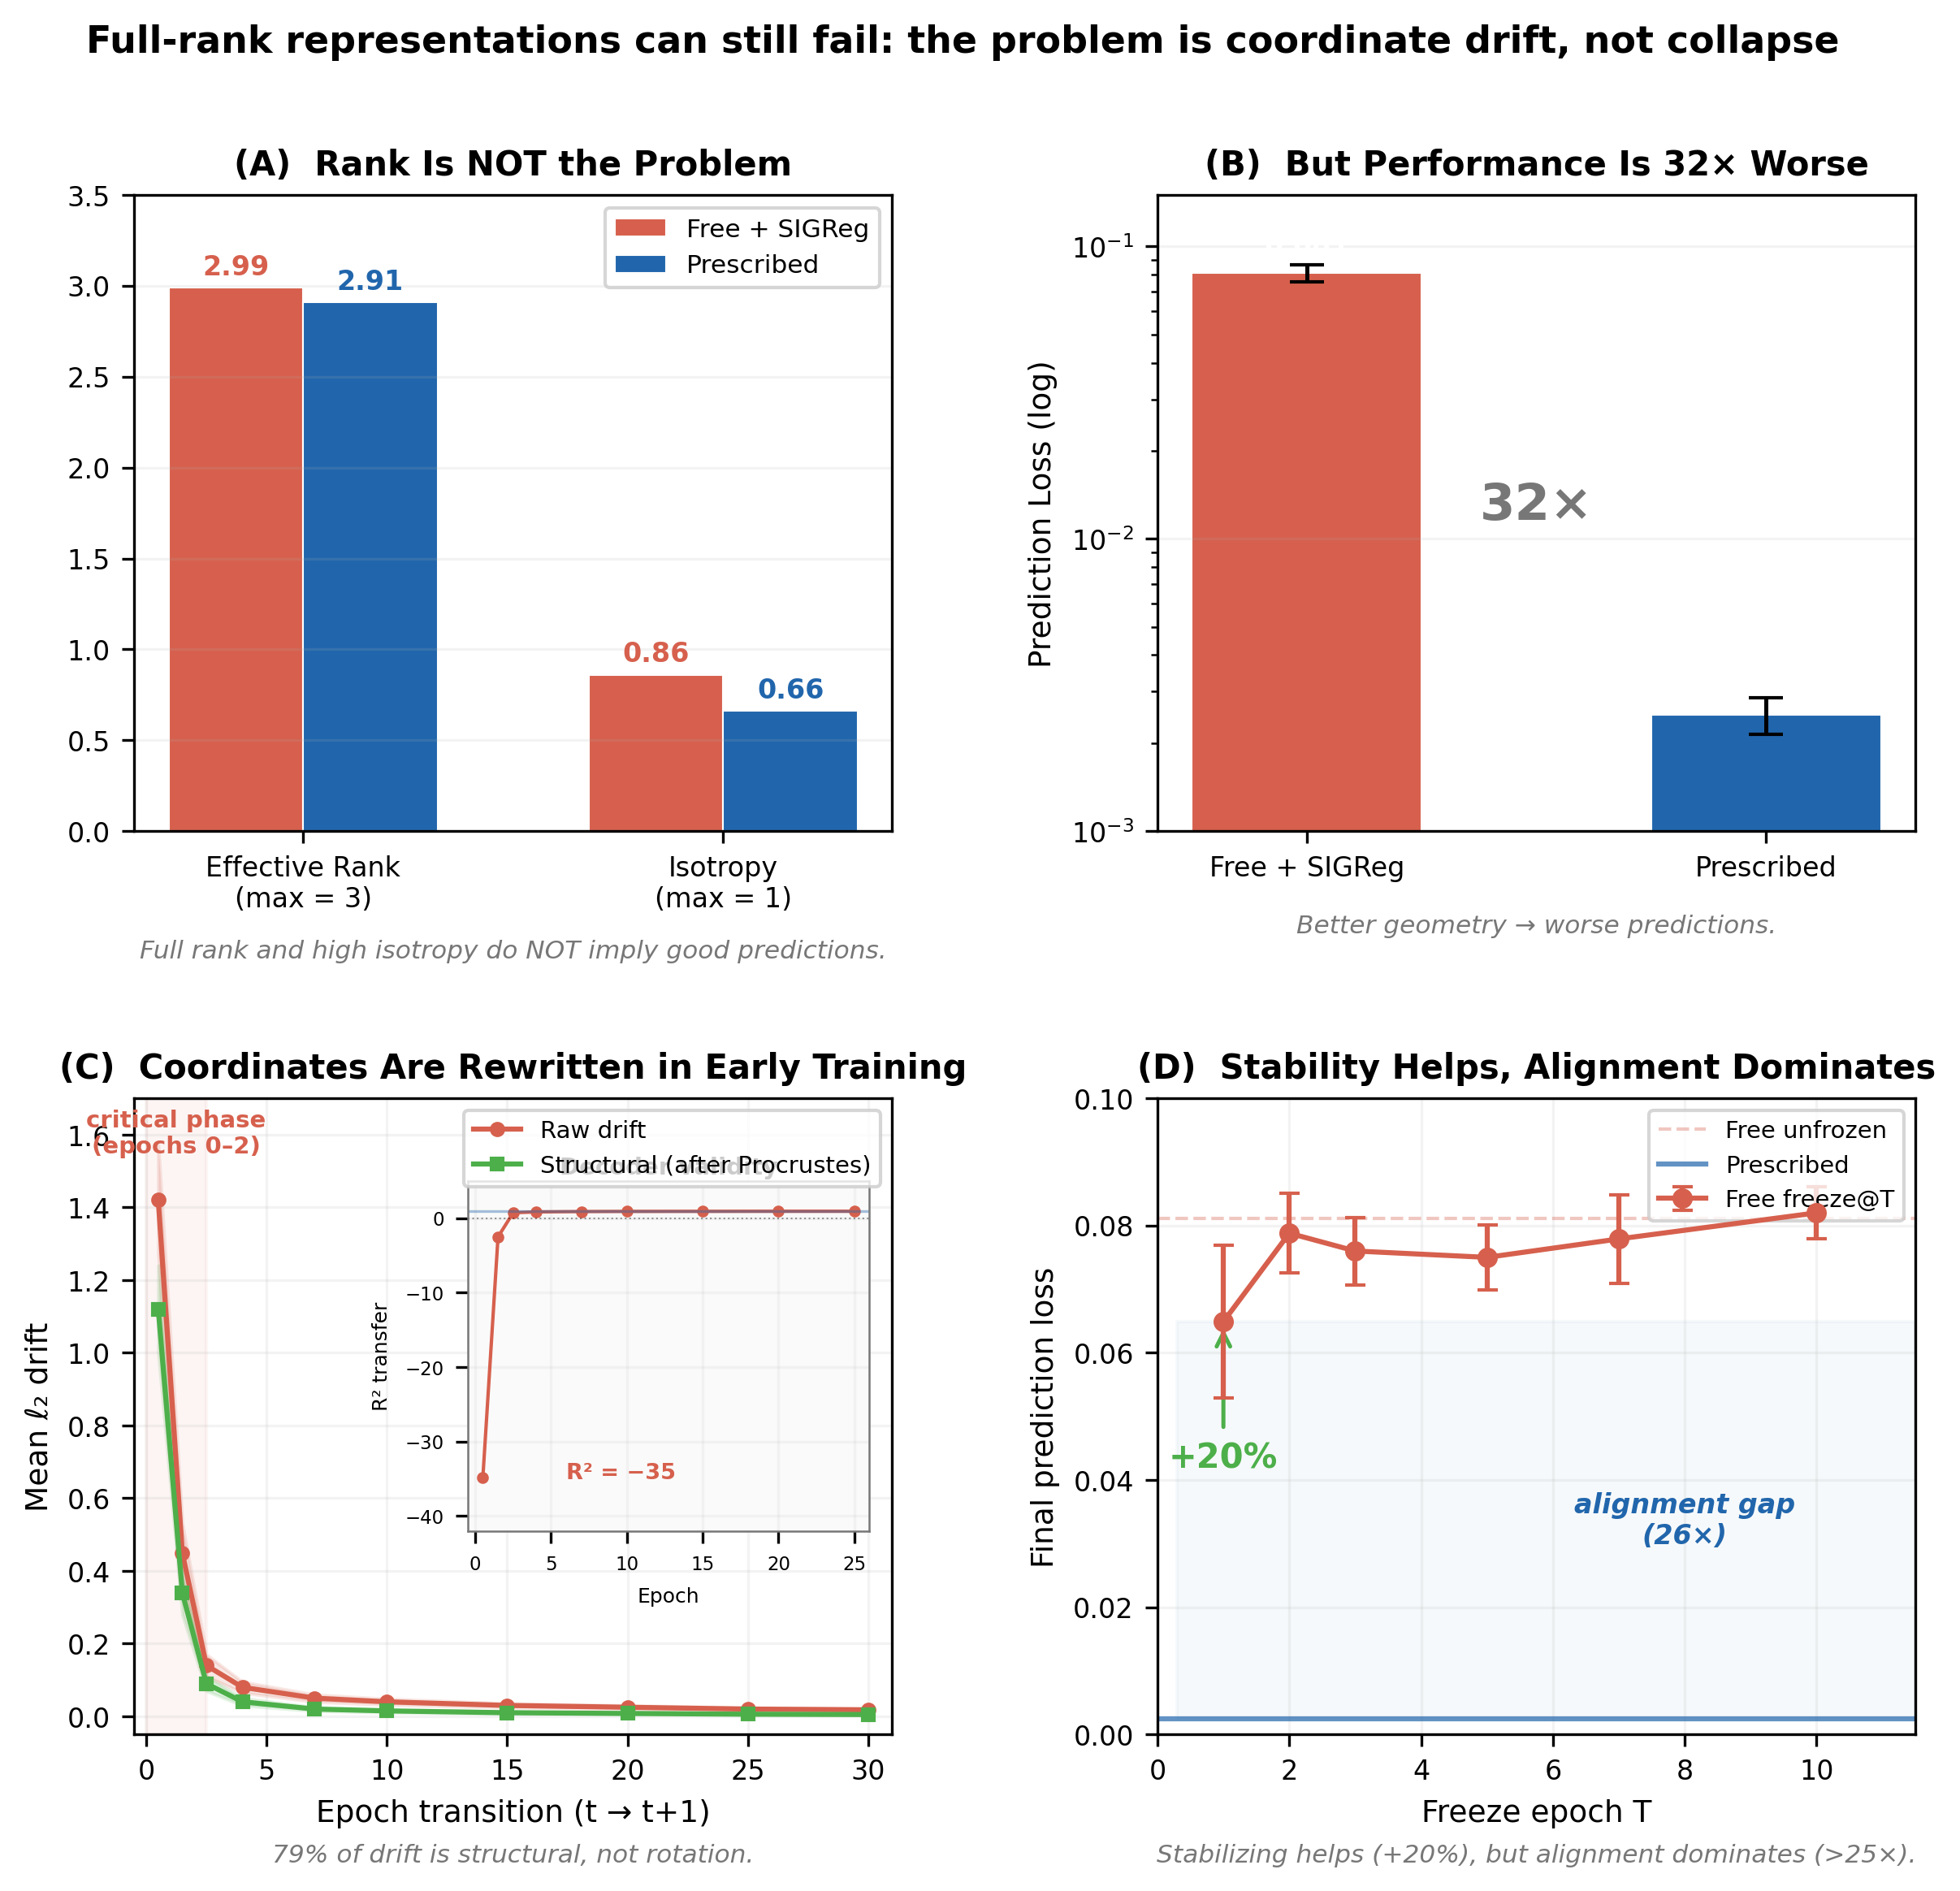 Full-rank representations can still fail: the problem is coordinate drift, not collapse
(A) Rank Is NOT the Problem
3.5
3.0
2.5
2.0
1.5
1.0
0.5
0.0
2.99
2.91
0.86
0.66
Free + SIGReg
Prescribed
Effective Rank
(max = 3)
Isotropy
(max = 1)
Full rank and high isotropy do NOT imply good predictions.
(B) But Performance Is 32× Worse
Prediction Loss (log)
10⁻¹
10⁻²
10⁻³
32×
Free + SIGReg
Prescribed
Better geometry → worse predictions.
(C) Coordinates Are Rewritten in Early Training
critical phase
(epochs 0–2)
Mean ℓ₂ drift
1.6
1.4
1.2
1.0
0.8
0.6
0.4
0.2
0.0
Raw drift
Structural (after Procrustes)
Decoder validity
R² transfer
0
−10
−20
−30
−40
R² = −35
0 5 10 15 20 25
Epoch
0 5 10 15 20 25 30
Epoch transition (t → t+1)
79% of drift is structural, not rotation.
(D) Stability Helps, Alignment Dominates
Final prediction loss
0.10
0.08
0.06
0.04
0.02
0.00
Free unfrozen
Prescribed
Free freeze@T
+20%
alignment gap
(26×)
0 2 4 6 8 10
Freeze epoch T
Stabilizing helps (+20%), but alignment dominates (>25×).